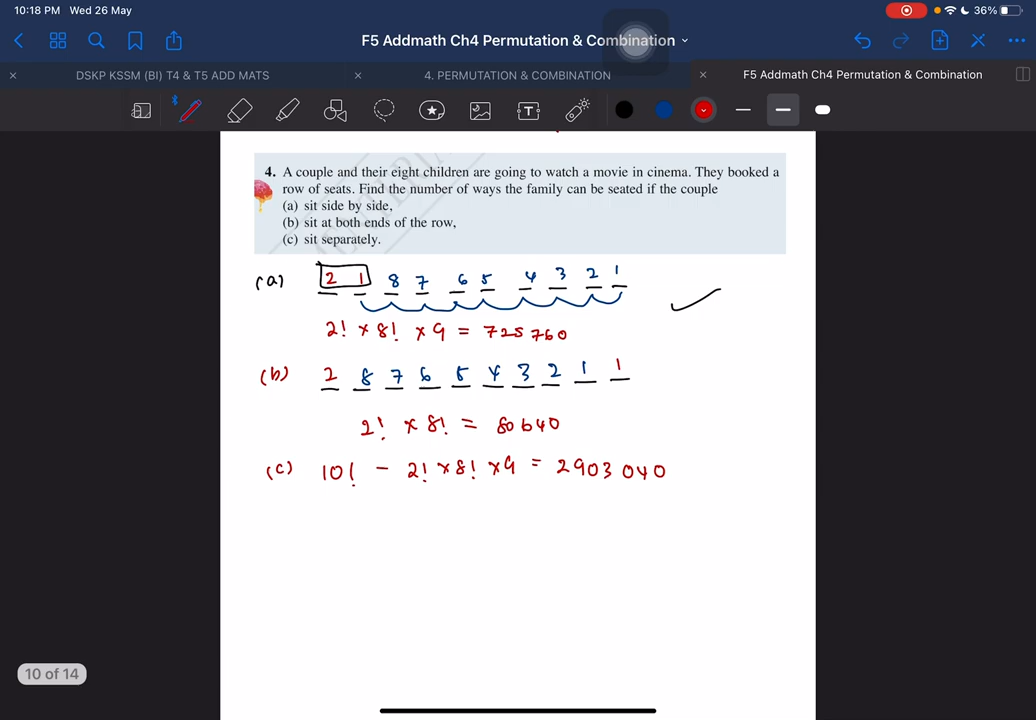 10:18 PM Wed 26 May
36%
F5 Addmath Ch4 Permutation & Combination
DSKP KSSM (BI) T4 & T5 ADD MATS
4. PERMUTATION & COMBINATION
F5 Addmath Ch4 Permutation & Combination
4. A couple and their eight children are going to watch a movie in cinema. They booked a
row of seats. Find the number of ways the family can be seated if the couple
(a) sit side by side,
(b) sit at both ends of the row,
(c) sit separately.
(a) 2 1 8 7 6 5 4 3 2 1
2! × 8! × 9 = 725 760
(b) 2 8 7 6 5 4 3 2 1 1
2! × 8! = 80640
(c) 10! - 2! × 8! × 9 = 2903 040
10 of 14